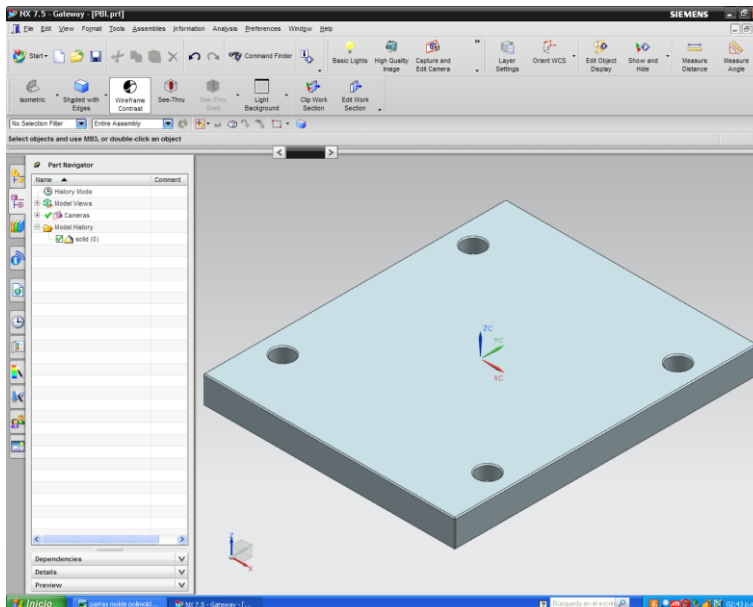 NX 7.5 - Gateway - [PBI.prt]
SIEMENS
File Edit View Format Tools Assemblies Information Analysis Preferences Window Help
Start
Command Finder
Basic Lights
High Quality Image
Capture and Edit Camera
Layer Settings
Orient WCS
Edit Object Display
Show and Hide
Measure Distance
Measure Angle
Isometric
Shaded with Edges
Wireframe Contrast
See-Thru
See-Thru Shell
Light Background
Clip Work Section
Edit Work Section
No Selection Filter
Entire Assembly
Select objects and use MB3, or double-click an object
Part Navigator
Name
Comment
History Mode
Model Views
Cameras
Model History
solid (0)
ZC
YC
XC
Z
X
Dependencies
Details
Preview
Inicio
partes molde polimold...
NX 7.5 - Gateway - [...
Búsqueda en el escrit
02:43 p.